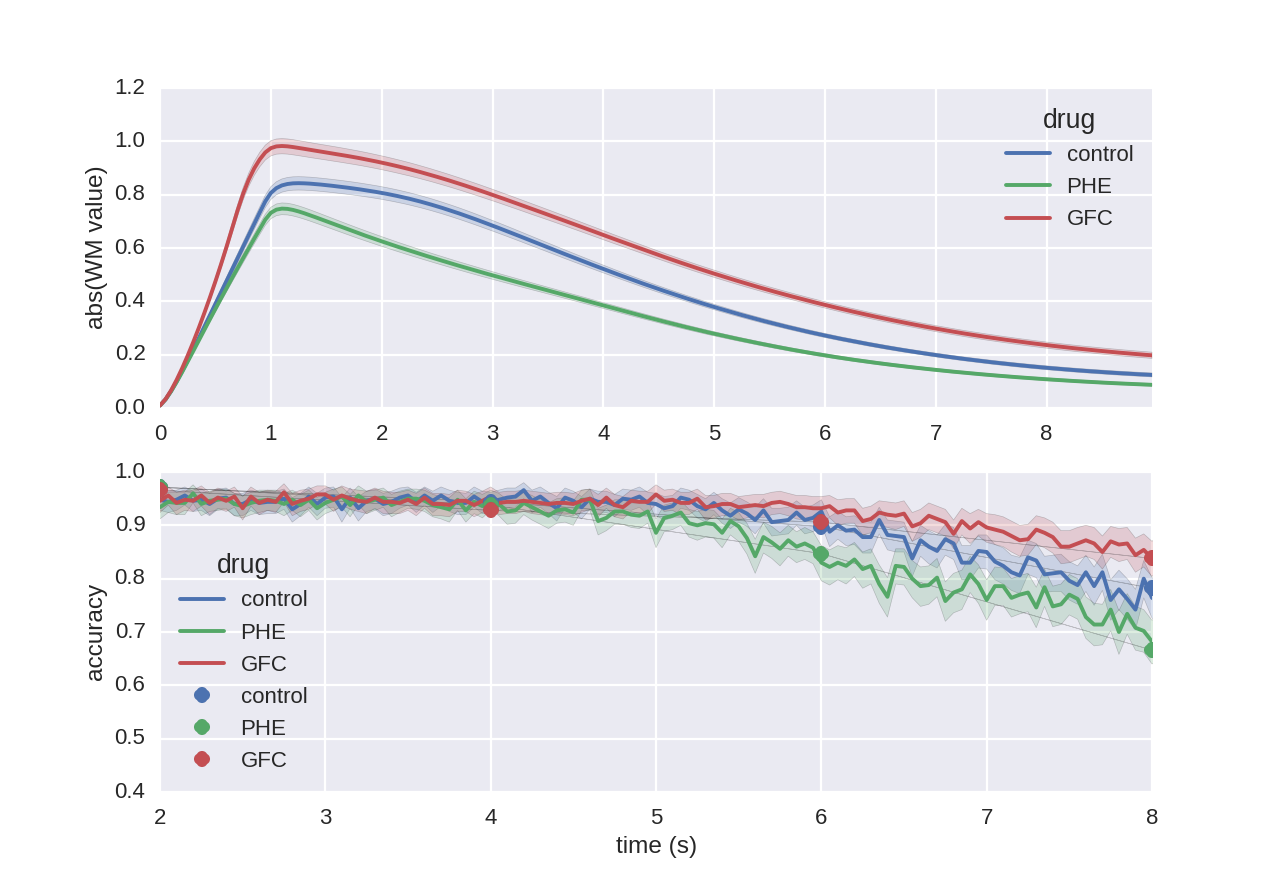 1.2
1.0
0.8
0.6
0.4
0.2
0.0
abs(WM value)
drug
control
PHE
GFC
0 1 2 3 4 5 6 7 8
1.0
0.9
0.8
0.7
0.6
0.5
0.4
accuracy
drug
control
PHE
GFC
control
PHE
GFC
2 3 4 5 6 7 8
time (s)